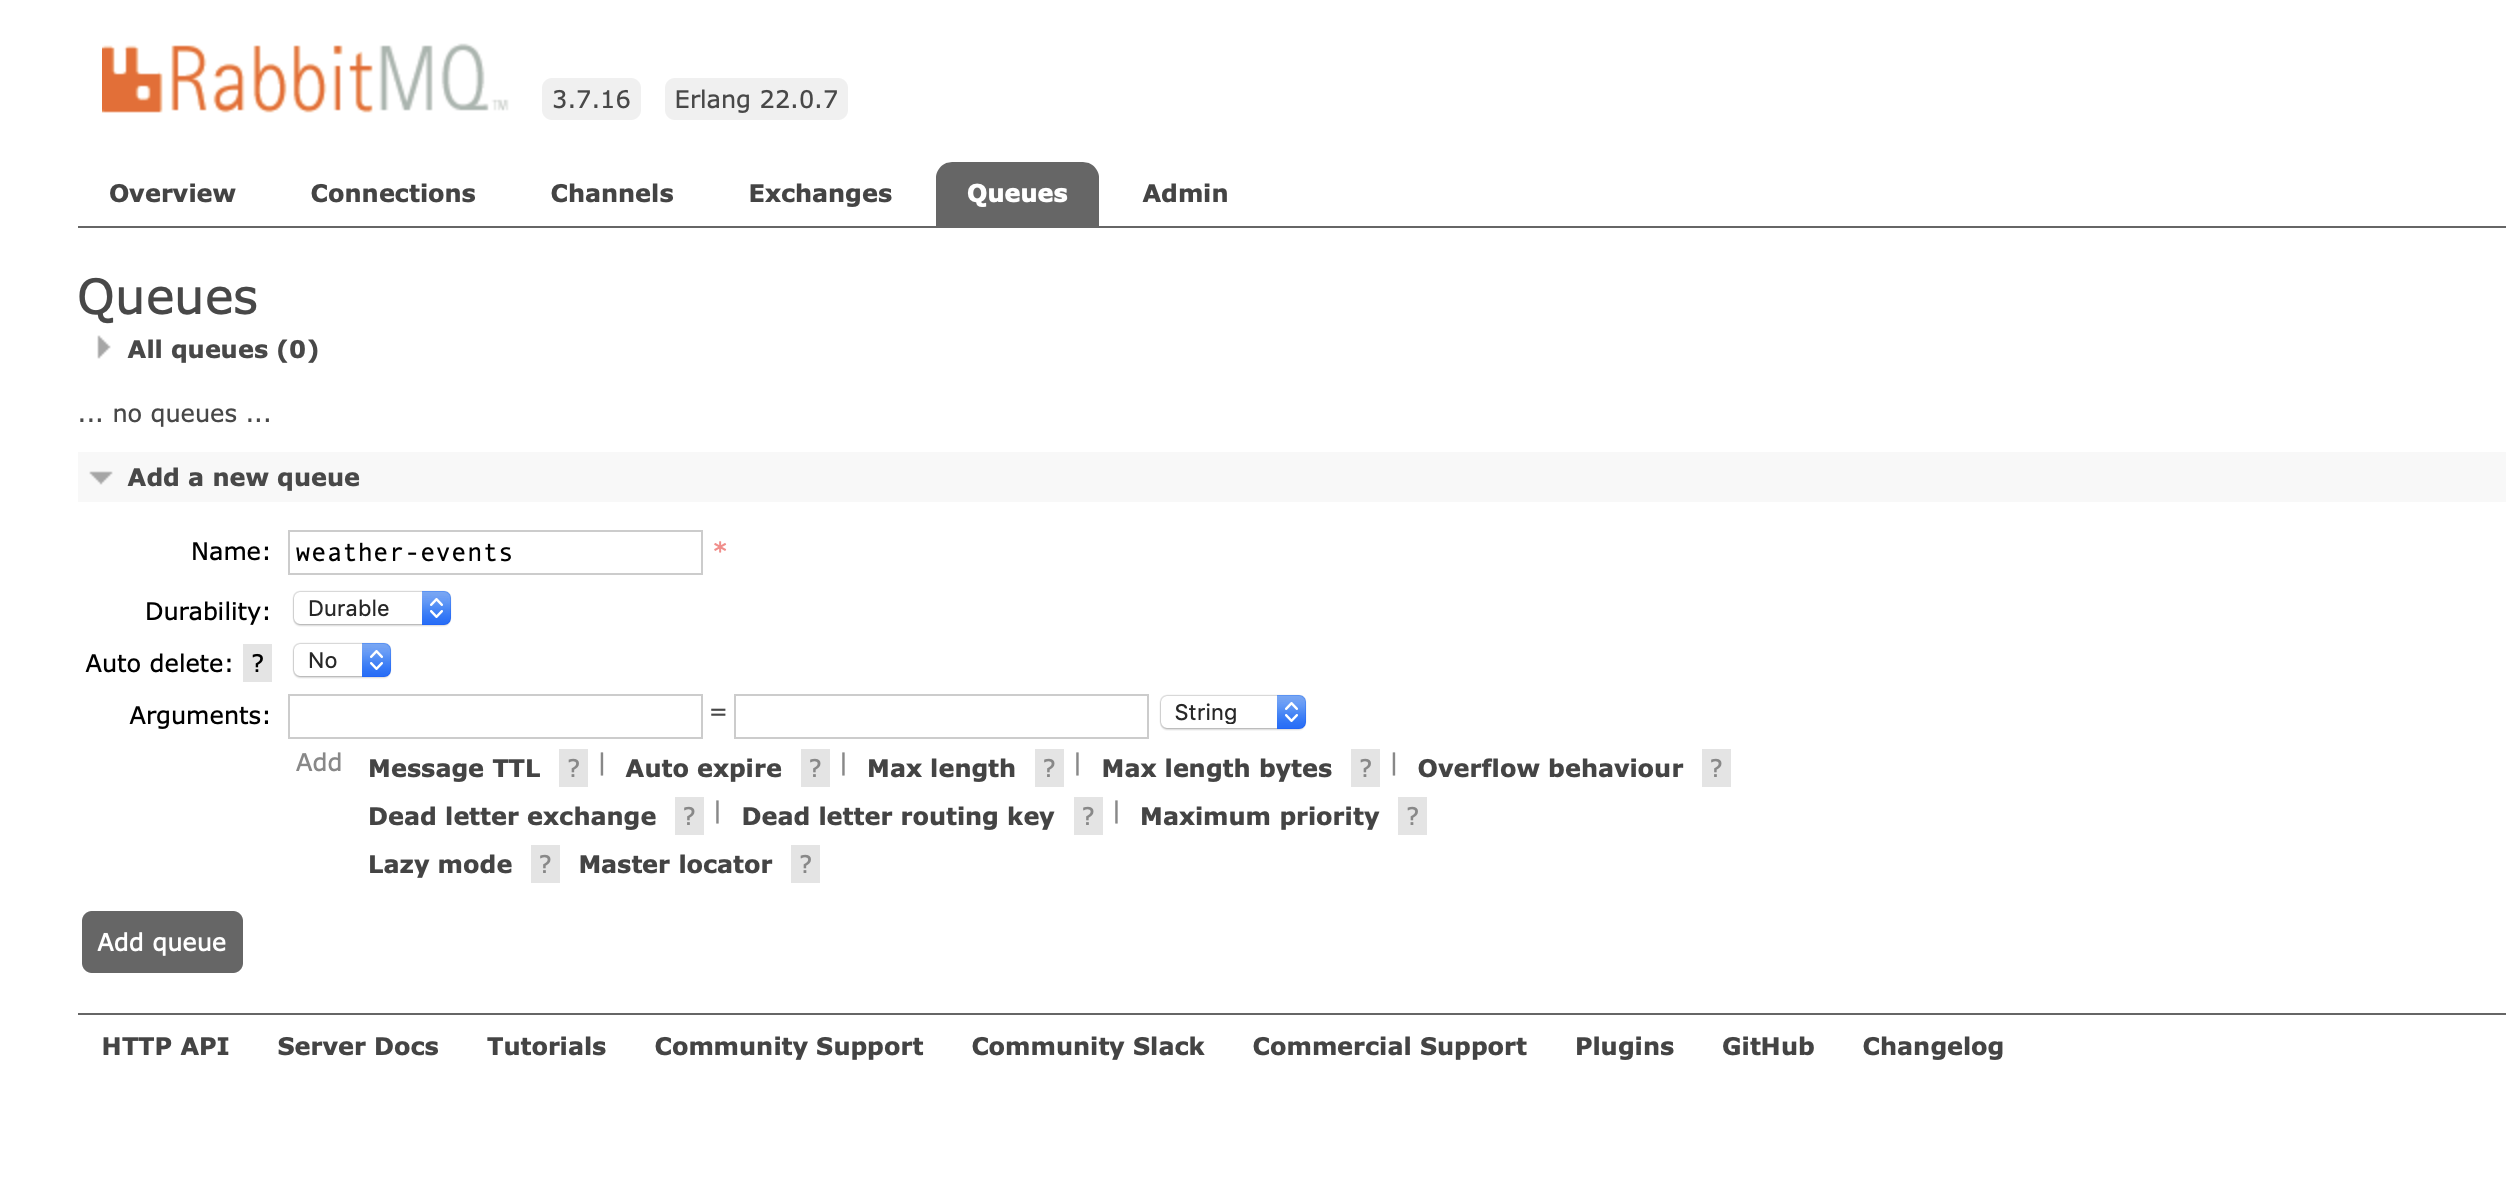 RabbitMQ TM 3.7.16 Erlang 22.0.7
Overview Connections Channels Exchanges Queues Admin
Queues
All queues (0)
... no queues ...
Add a new queue
Name: weather-events *
Durability: Durable
Auto delete: ? No
Arguments: = String
Add Message TTL ? | Auto expire ? | Max length ? | Max length bytes ? | Overflow behaviour ?
Dead letter exchange ? | Dead letter routing key ? | Maximum priority ?
Lazy mode ? Master locator ?
Add queue
HTTP API Server Docs Tutorials Community Support Community Slack Commercial Support Plugins GitHub Changelog